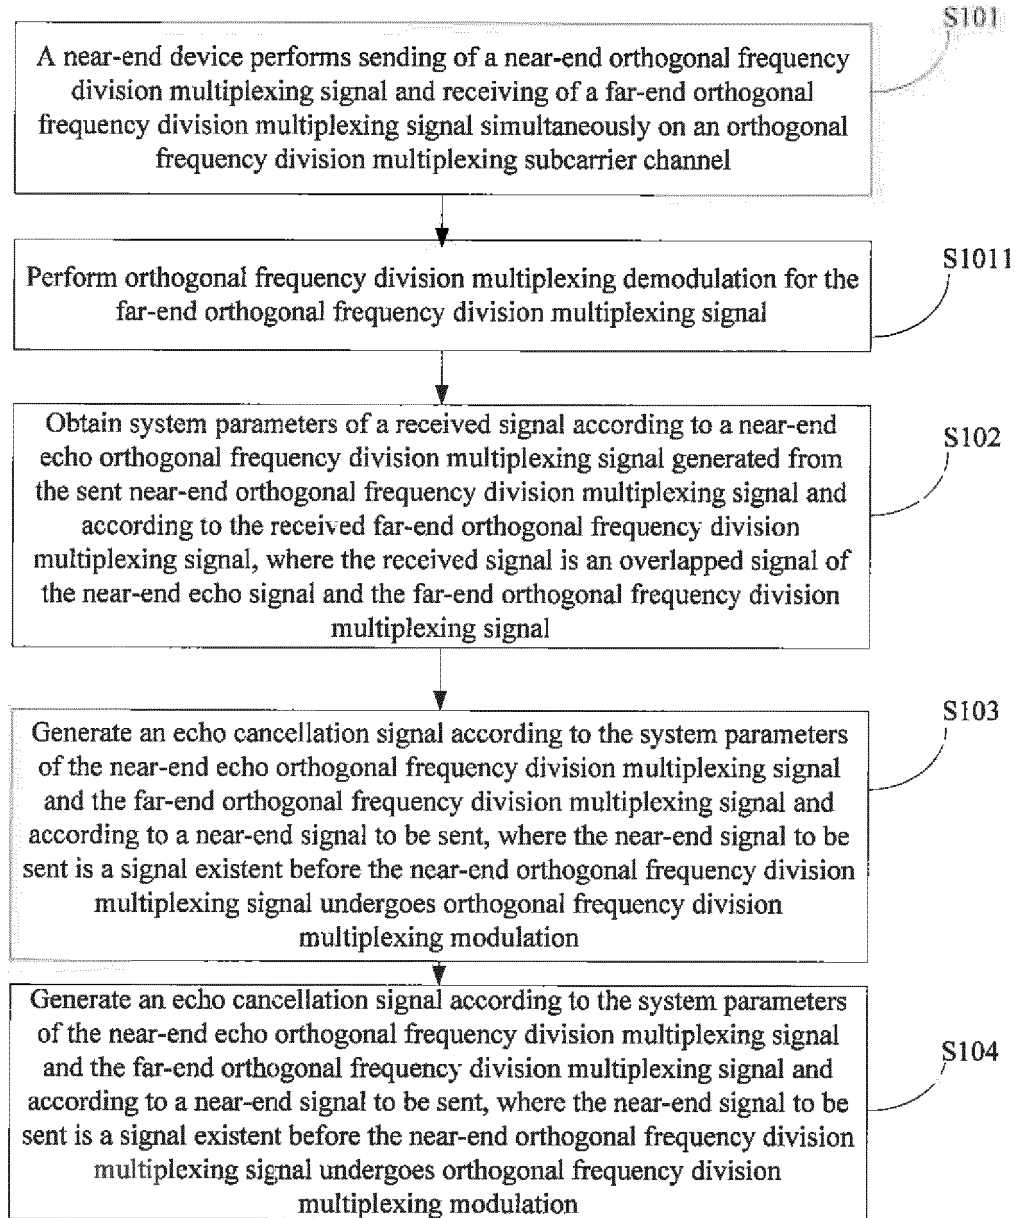 S101
A near-end device performs sending of a near-end orthogonal frequency
division multiplexing signal and receiving of a far-end orthogonal
frequency division multiplexing signal simultaneously on an orthogonal
frequency division multiplexing subcarrier channel
S1011
Perform orthogonal frequency division multiplexing demodulation for the
far-end orthogonal frequency division multiplexing signal
S102
Obtain system parameters of a received signal according to a near-end
echo orthogonal frequency division multiplexing signal generated from
the sent near-end orthogonal frequency division multiplexing signal and
according to the received far-end orthogonal frequency division
multiplexing signal, where the received signal is an overlapped signal of
the near-end echo signal and the far-end orthogonal frequency division
multiplexing signal
S103
Generate an echo cancellation signal according to the system parameters
of the near-end echo orthogonal frequency division multiplexing signal
and the far-end orthogonal frequency division multiplexing signal and
according to a near-end signal to be sent, where the near-end signal to be
sent is a signal existent before the near-end orthogonal frequency division
multiplexing signal undergoes orthogonal frequency division
multiplexing modulation
S104
Generate an echo cancellation signal according to the system parameters
of the near-end echo orthogonal frequency division multiplexing signal
and the far-end orthogonal frequency division multiplexing signal and
according to a near-end signal to be sent, where the near-end signal to be
sent is a signal existent before the near-end orthogonal frequency division
multiplexing signal undergoes orthogonal frequency division
multiplexing modulation